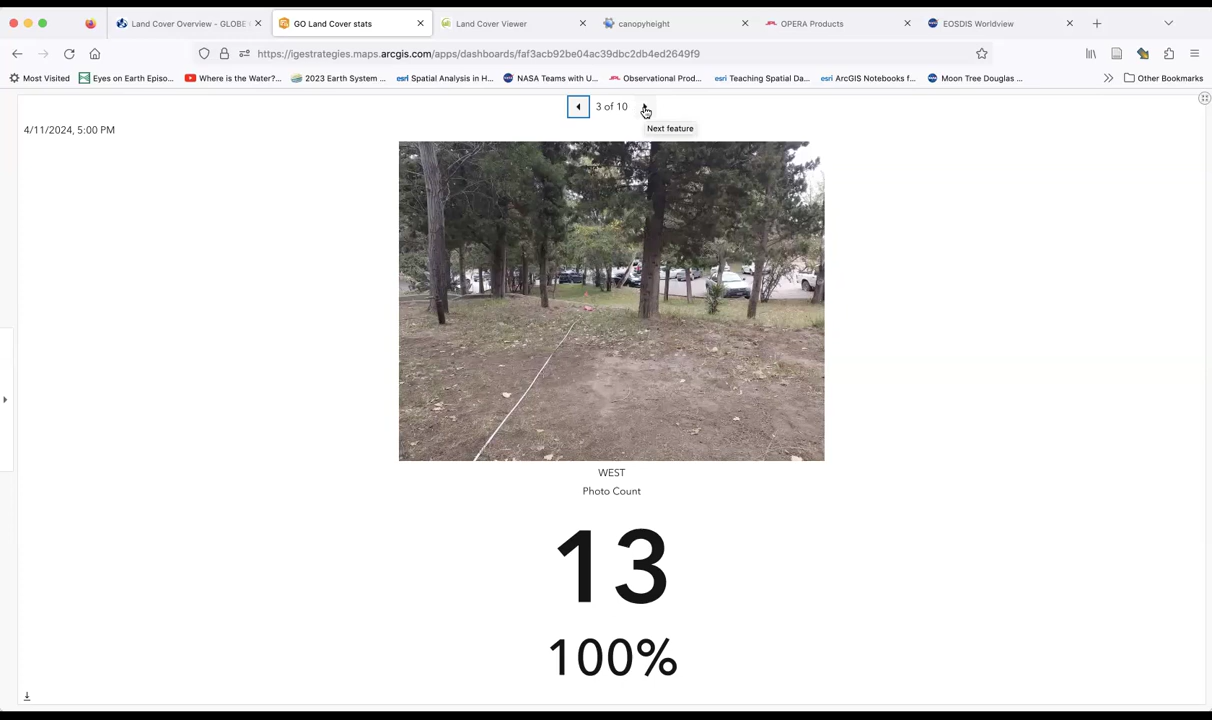 Land Cover Overview - GLOBE
GO Land Cover stats
Land Cover Viewer
canopyheight
OPERA Products
EOSDIS Worldview
https://igestrategies.maps.arcgis.com/apps/dashboards/faf3acb92be04ac39dbc2db4ed2649f9
Most Visited
Eyes on Earth Episo...
Where is the Water?...
2023 Earth System ...
esri Spatial Analysis in H...
NASA Teams with U...
Observational Prod...
esri Teaching Spatial Da...
esri ArcGIS Notebooks f...
Moon Tree Douglas ...
Other Bookmarks
3 of 10
Next feature
4/11/2024, 5:00 PM
WEST
Photo Count
13
100%